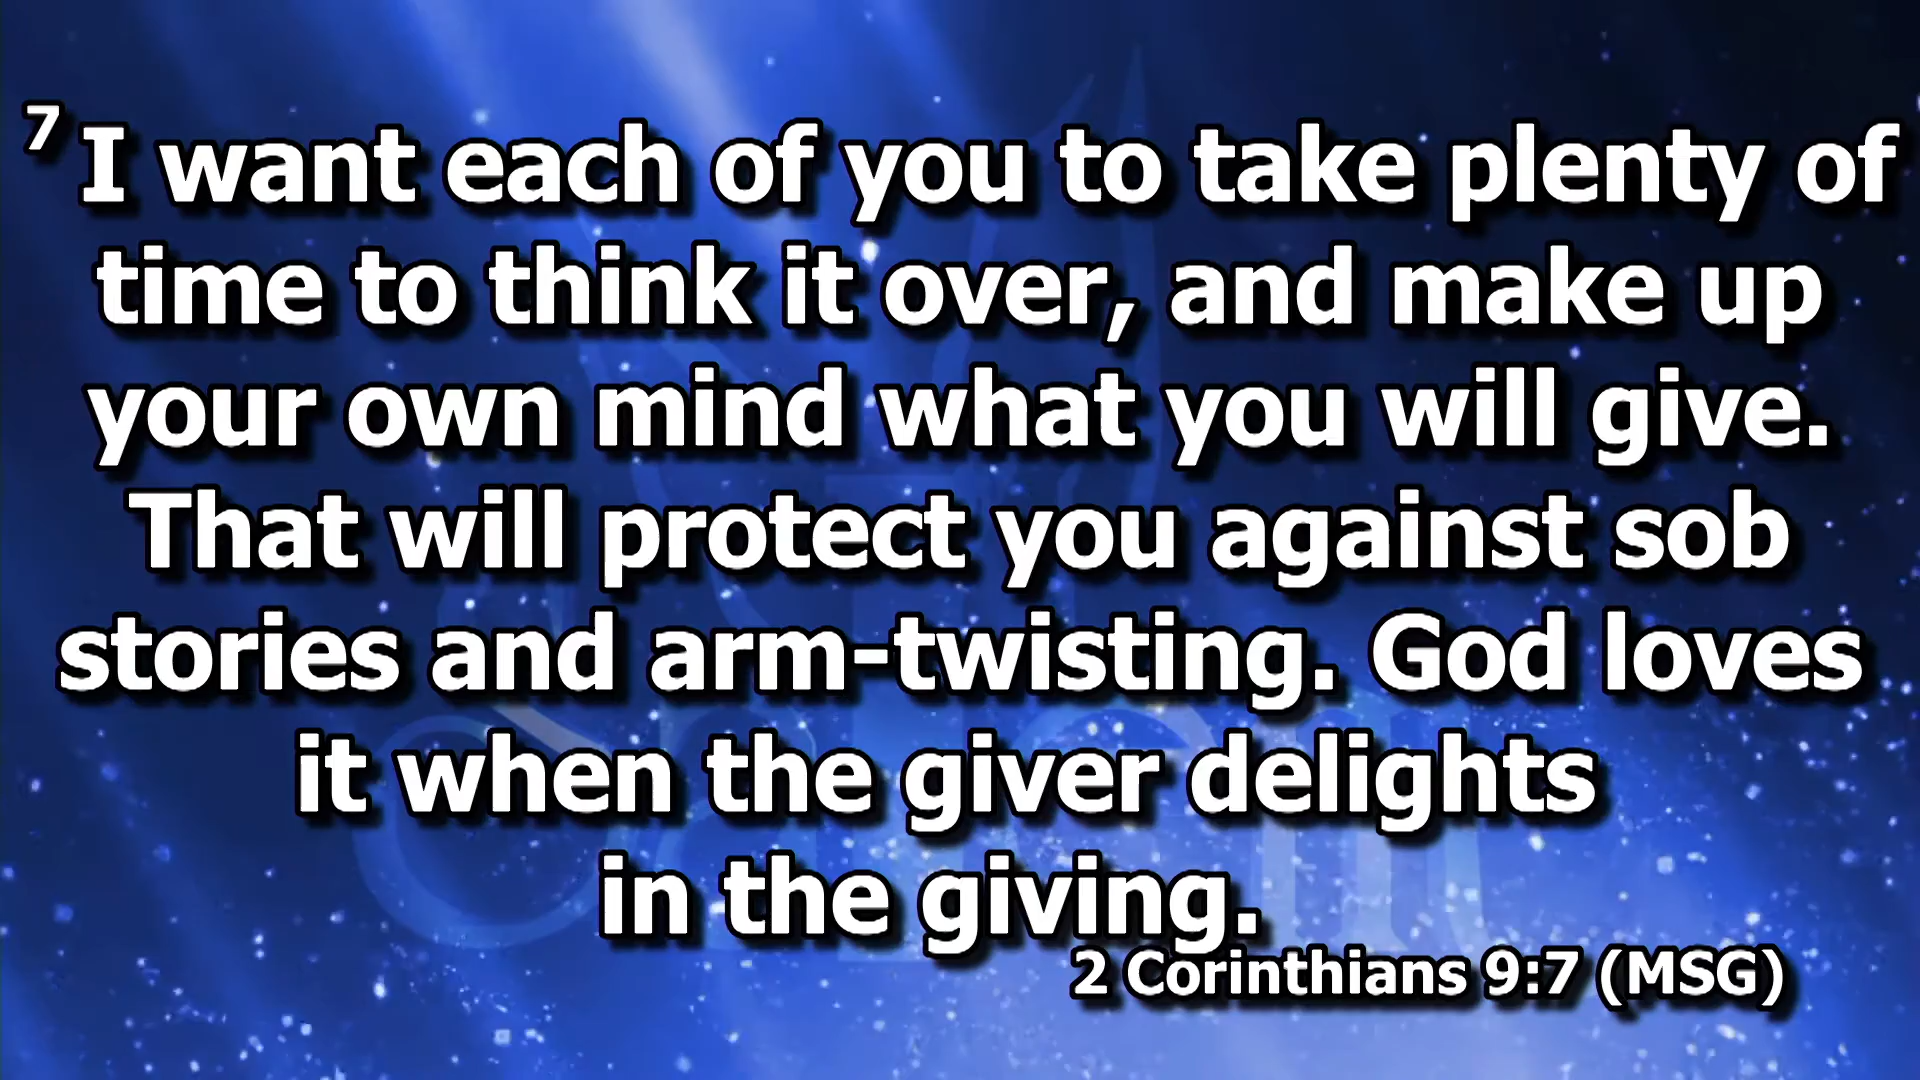 7 I want each of you to take plenty of
time to think it over, and make up
your own mind what you will give.
That will protect you against sob
stories and arm-twisting. God loves
it when the giver delights
in the giving.
2 Corinthians 9:7 (MSG)